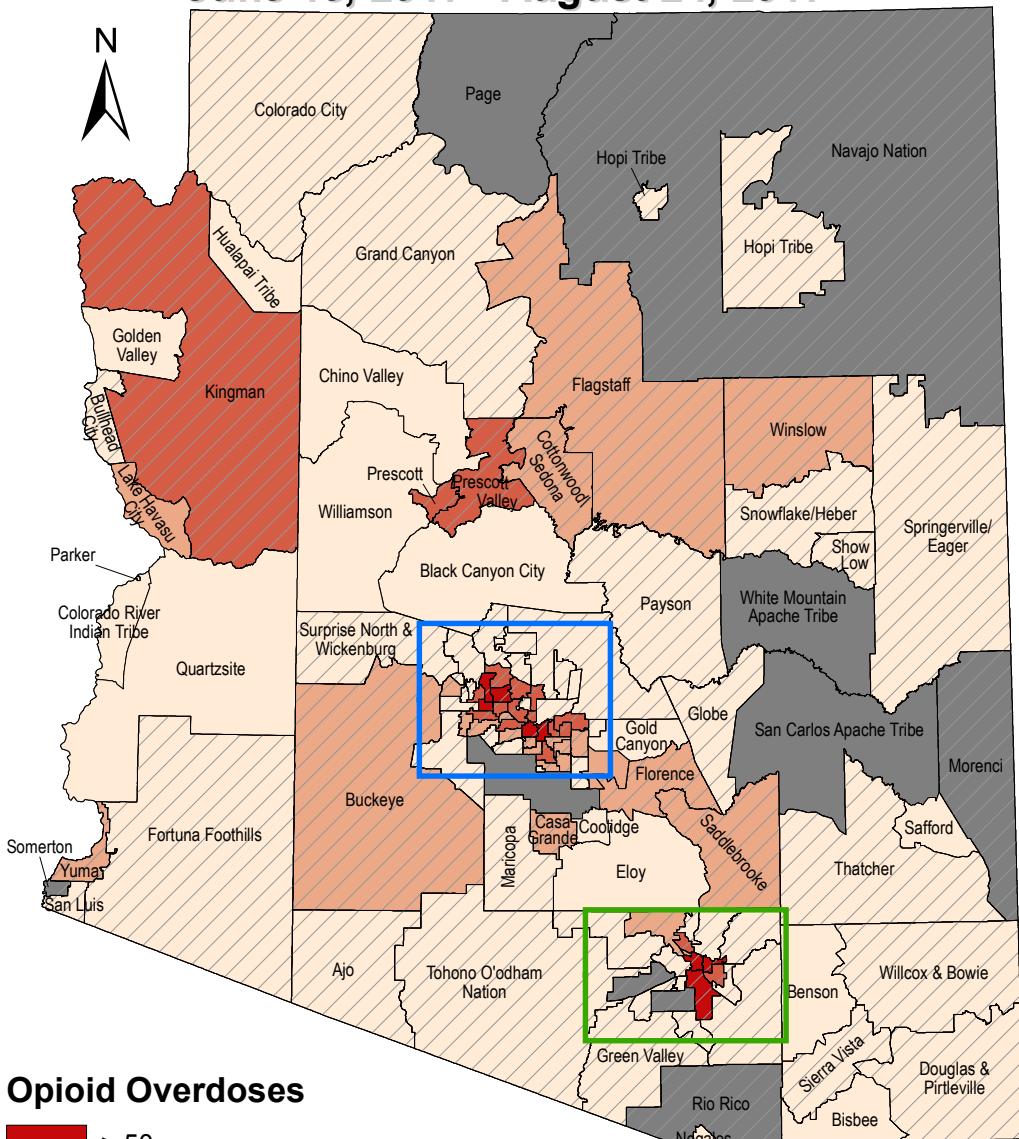 N
Colorado City
Page
Navajo Nation
Hopi Tribe
Hopi Tribe
Hualapai Tribe
Grand Canyon
Golden
Valley
Kingman
Chino Valley
Flagstaff
Bullhead
City
Winslow
Cottonwood/
Sedona
Prescott
Prescott
Valley
Lake Havasu
City
Williamson
Snowflake/Heber
Springerville/
Eager
Show
Low
Parker
Black Canyon City
Payson
White Mountain
Apache Tribe
Colorado River
Indian Tribe
Surprise North &
Wickenburg
Quartzsite
Globe
Gold
Canyon
San Carlos Apache Tribe
Morenci
Florence
Buckeye
Casa
Grande
Coolidge
Saddlebrooke
Safford
Fortuna Foothills
Somerton
Yuma
Maricopa
Eloy
Thatcher
San Luis
Ajo
Tohono O'odham
Nation
Benson
Willcox & Bowie
Green Valley
Sierra Vista
Douglas &
Pirtleville
Rio Rico
Bisbee
Nogales
Opioid Overdoses
> 50